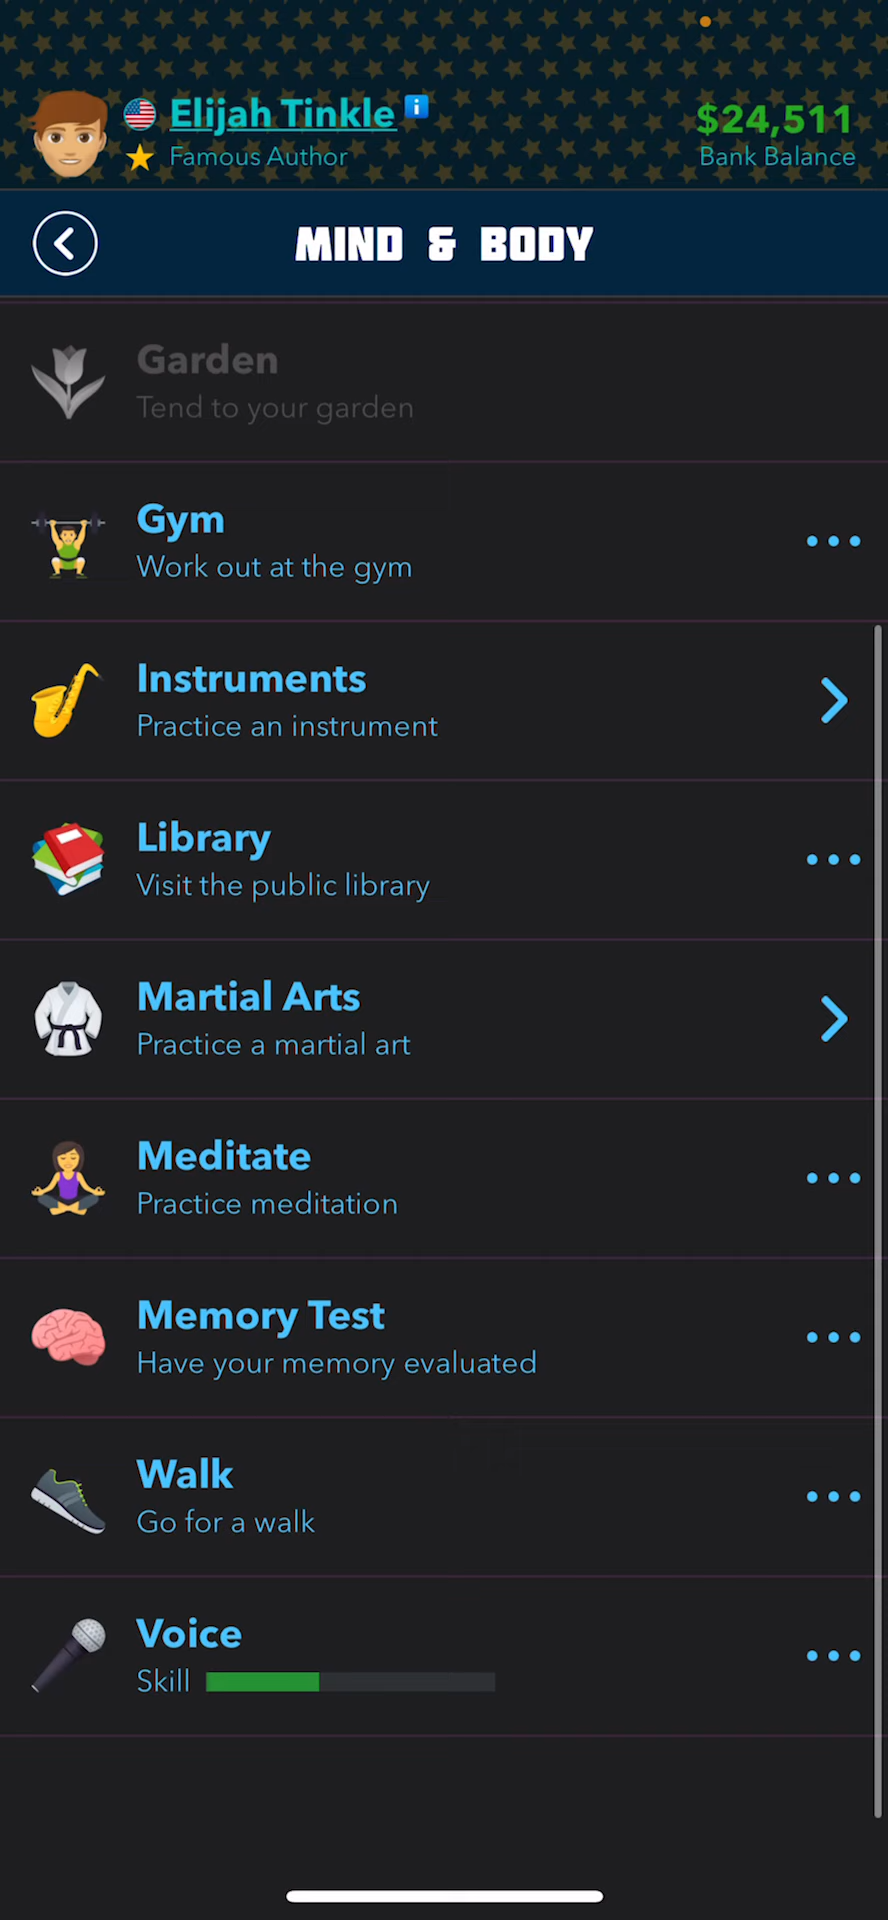 Elijah Tinkle i
$24,511
Famous Author
Bank Balance
MIND & BODY
Garden
Tend to your garden
Gym
Work out at the gym
Instruments
Practice an instrument
Library
Visit the public library
Martial Arts
Practice a martial art
Meditate
Practice meditation
Memory Test
Have your memory evaluated
Walk
Go for a walk
Voice
Skill